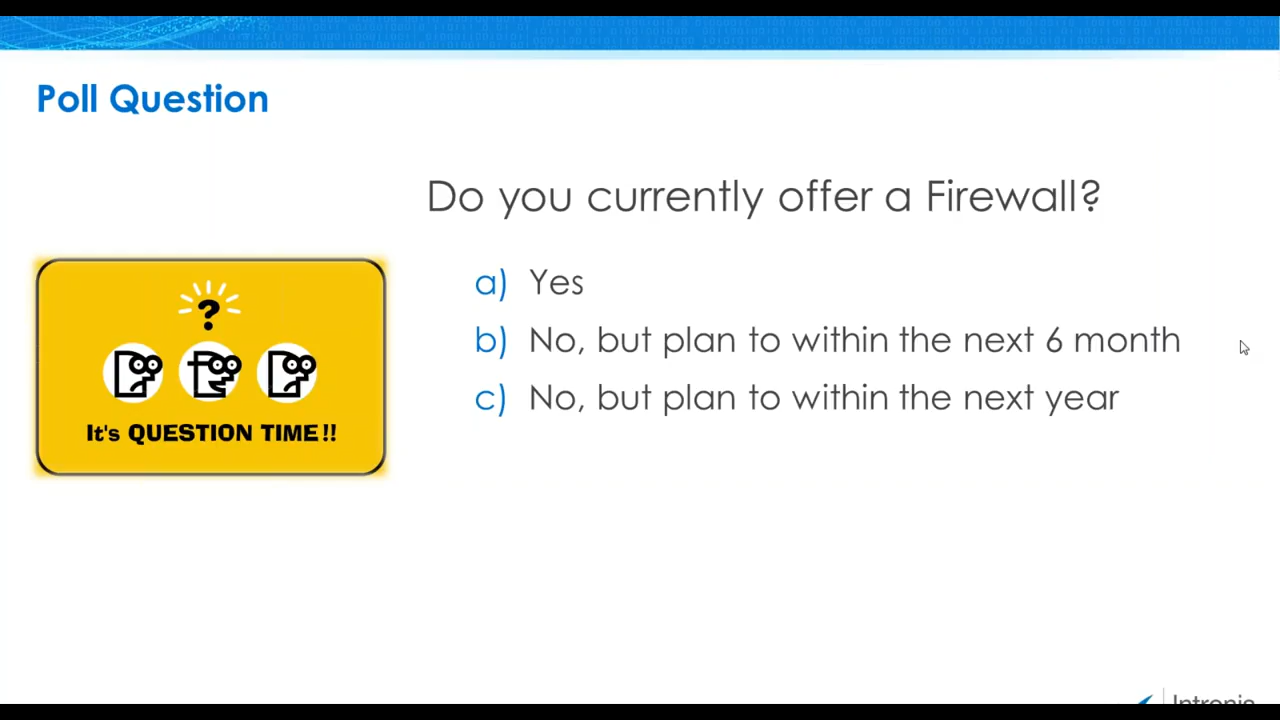 Poll Question
Do you currently offer a Firewall?
a) Yes
b) No, but plan to within the next 6 month
c) No, but plan to within the next year
?
It's QUESTION TIME!!